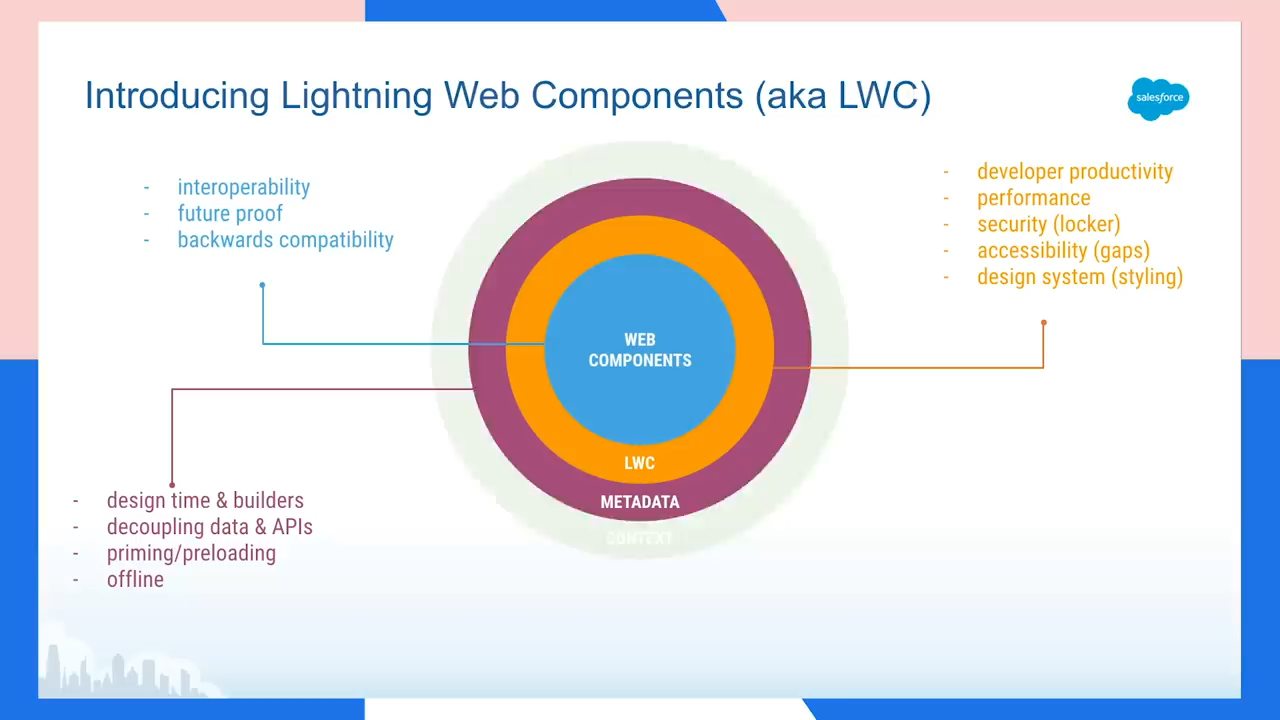 Introducing Lightning Web Components (aka LWC)
salesforce
- interoperability
- future proof
- backwards compatibility
- developer productivity
- performance
- security (locker)
- accessibility (gaps)
- design system (styling)
WEB
COMPONENTS
LWC
METADATA
CONTEXT
- design time & builders
- decoupling data & APIs
- priming/preloading
- offline